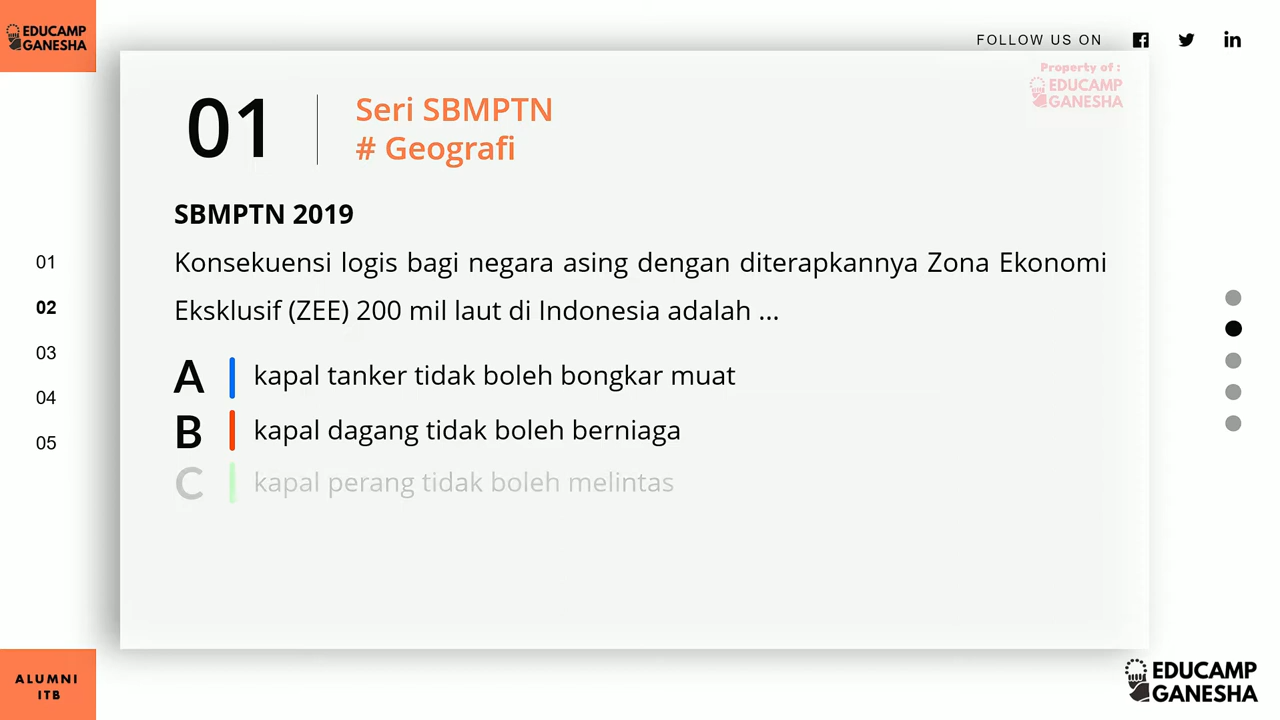 EDUCAMP
GANESHA
FOLLOW US ON
Property of :
EDUCAMP
GANESHA
01
Seri SBMPTN
# Geografi
SBMPTN 2019
Konsekuensi logis bagi negara asing dengan diterapkannya Zona Ekonomi
Eksklusif (ZEE) 200 mil laut di Indonesia adalah ...
A kapal tanker tidak boleh bongkar muat
B kapal dagang tidak boleh berniaga
C kapal perang tidak boleh melintas
01
02
03
04
05
ALUMNI
ITB
EDUCAMP
GANESHA